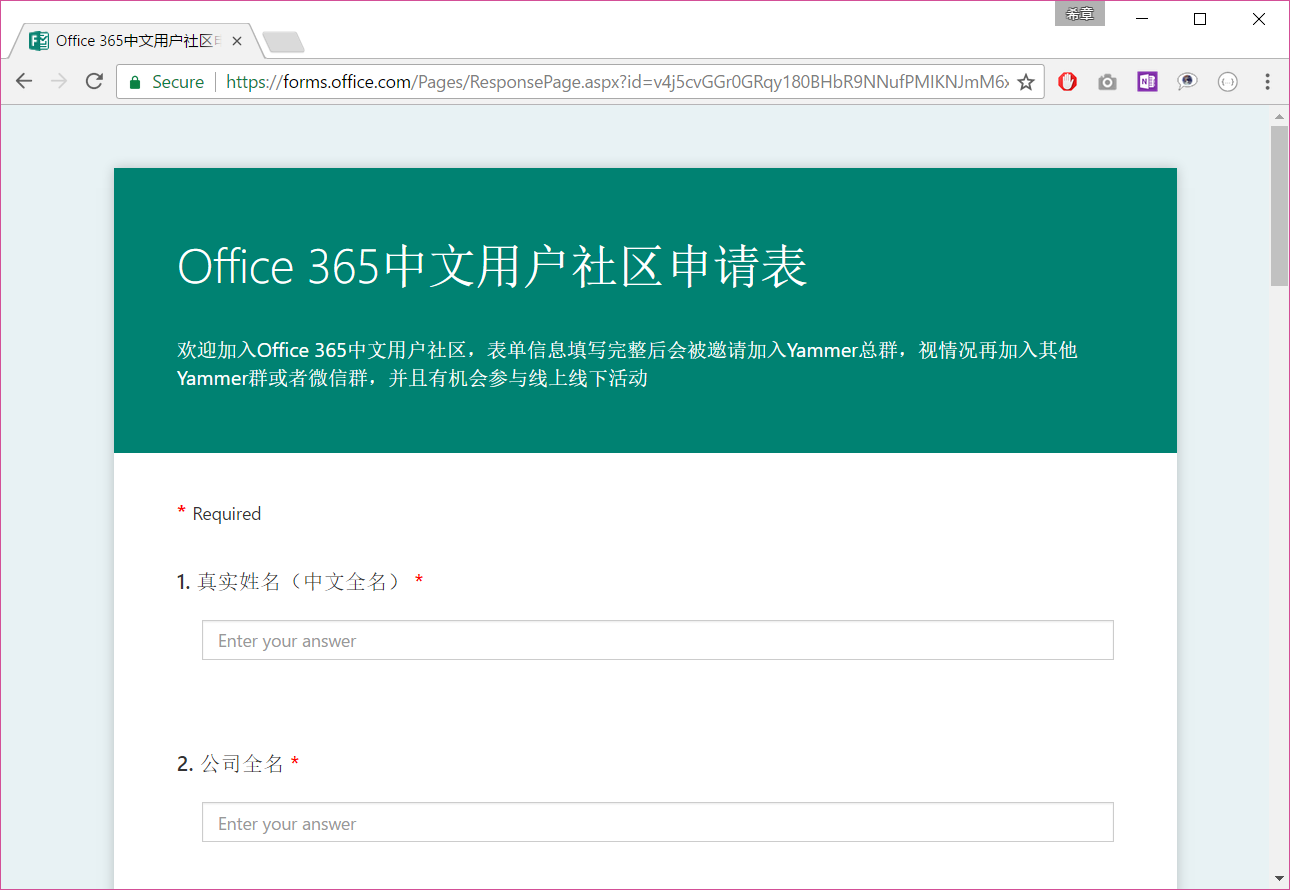 希章
Office 365中文用户社区
Secure
https://forms.office.com/Pages/ResponsePage.aspx?id=v4j5cvGGr0GRqy180BHbR9NNufPMIKNJmM6
Office 365中文用户社区申请表
欢迎加入Office 365中文用户社区，表单信息填写完整后会被邀请加入Yammer总群，视情况再加入其他
Yammer群或者微信群，并且有机会参与线上线下活动
* Required
1. 真实姓名（中文全名） *
Enter your answer
2. 公司全名 *
Enter your answer